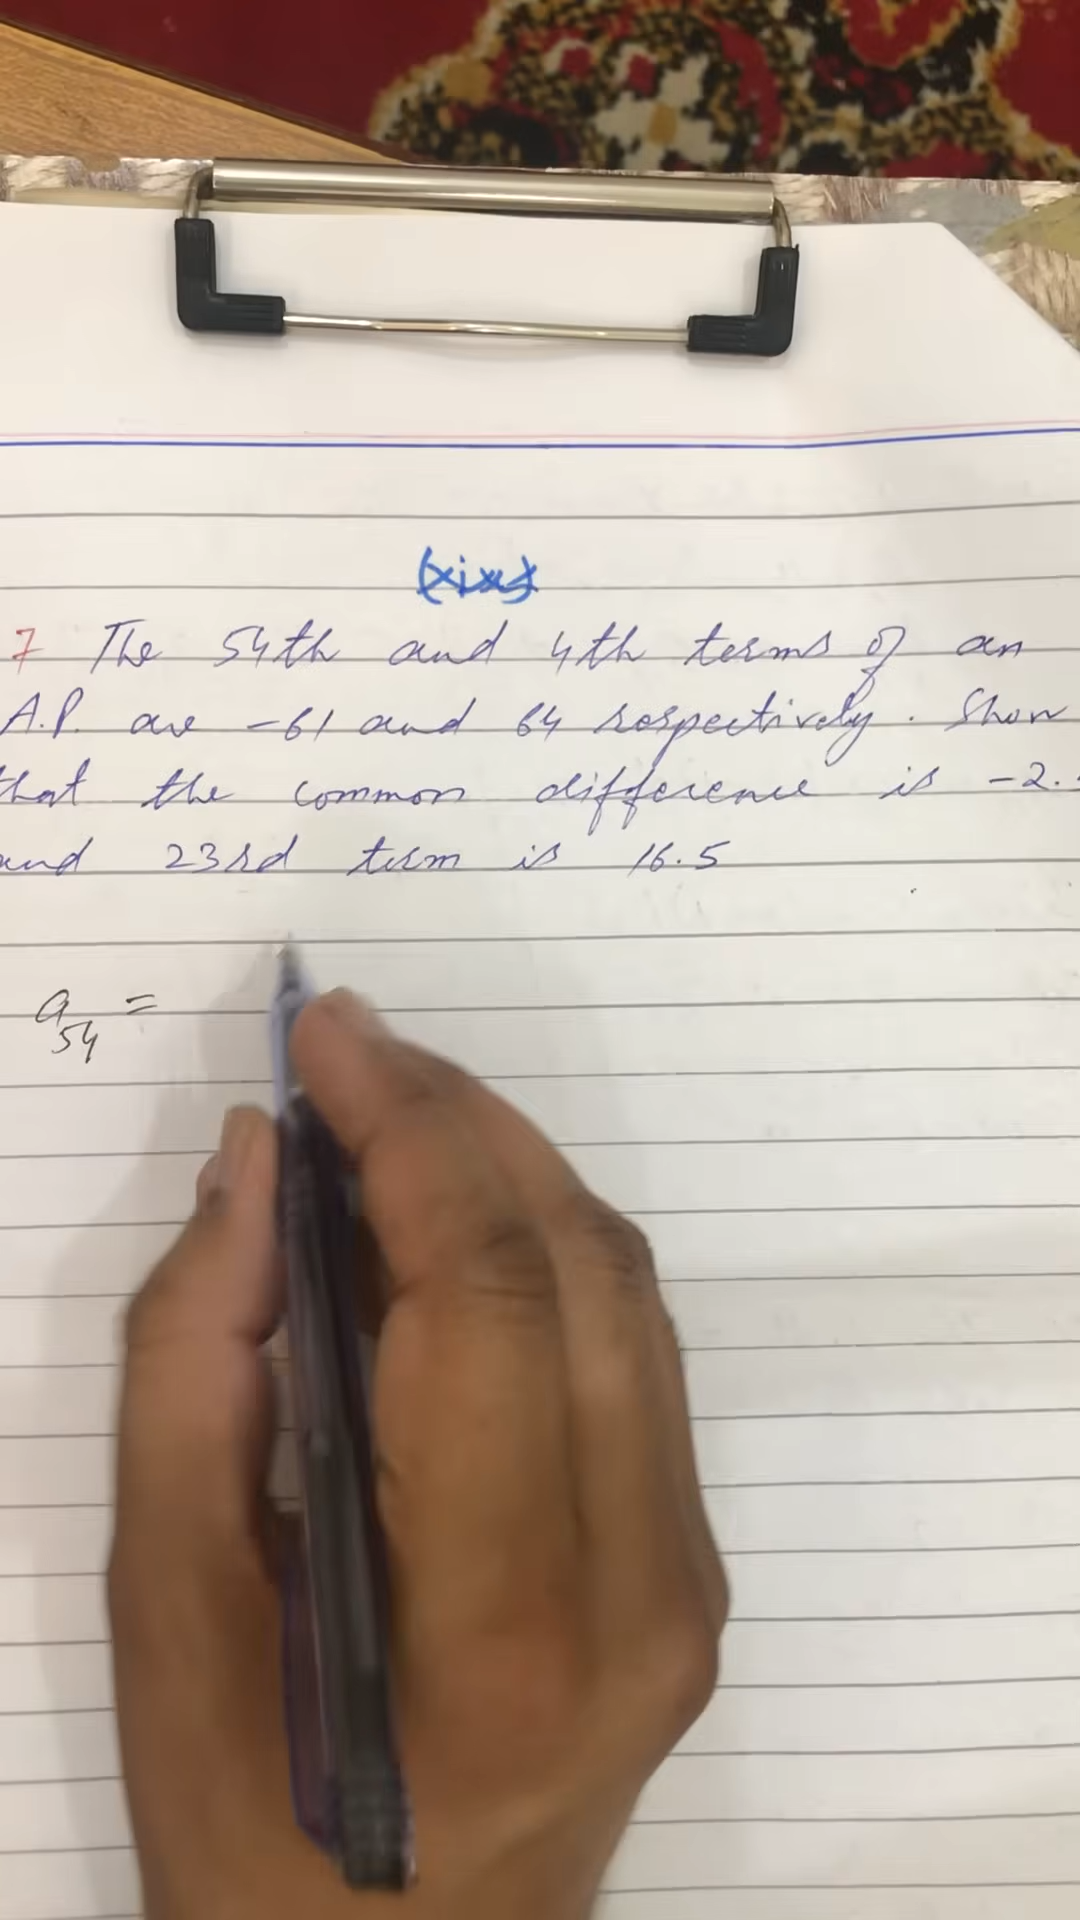 (xix)
7 The 54th and 4th terms of an
A.P. are -61 and 64 respectively. Show
that the common difference is -2.
and 23rd term is 16.5
a54 =